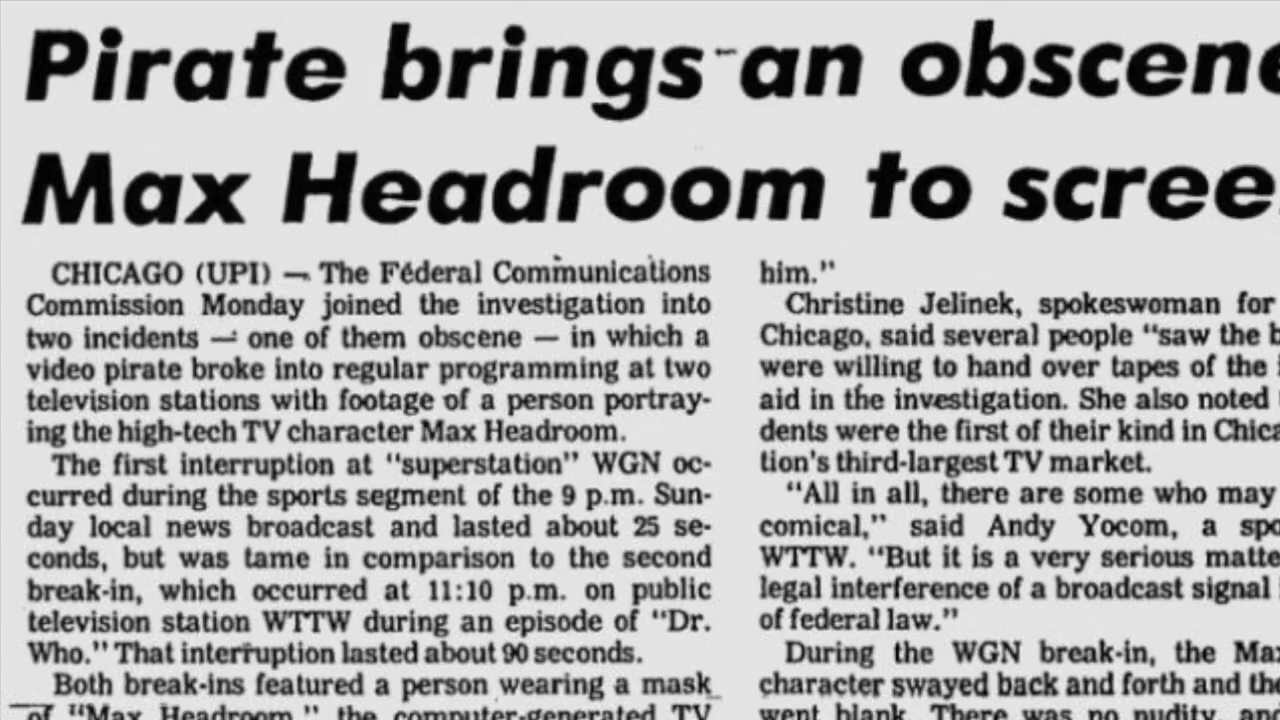 Pirate brings an obscene
Max Headroom to scree
CHICAGO (UPI) — The Federal Communications
Commission Monday joined the investigation into
two incidents — one of them obscene — in which a
video pirate broke into regular programming at two
television stations with footage of a person portray-
ing the high-tech TV character Max Headroom.
The first interruption at "superstation" WGN oc-
curred during the sports segment of the 9 p.m. Sun-
day local news broadcast and lasted about 25 se-
conds, but was tame in comparison to the second
break-in, which occurred at 11:10 p.m. on public
television station WTTW during an episode of "Dr.
Who." That interruption lasted about 90 seconds.
Both break-ins featured a person wearing a mask
of "Max Headroom," the computer-generated TV
him."
Christine Jelinek, spokeswoman for
Chicago, said several people "saw the b
were willing to hand over tapes of the
aid in the investigation. She also noted
dents were the first of their kind in Chica
tion's third-largest TV market.
"All in all, there are some who may
comical," said Andy Yocom, a spo
WTTW. "But it is a very serious matte
legal interference of a broadcast signal
of federal law."
During the WGN break-in, the Max
character swayed back and forth and the
went blank. There was no nudity, and